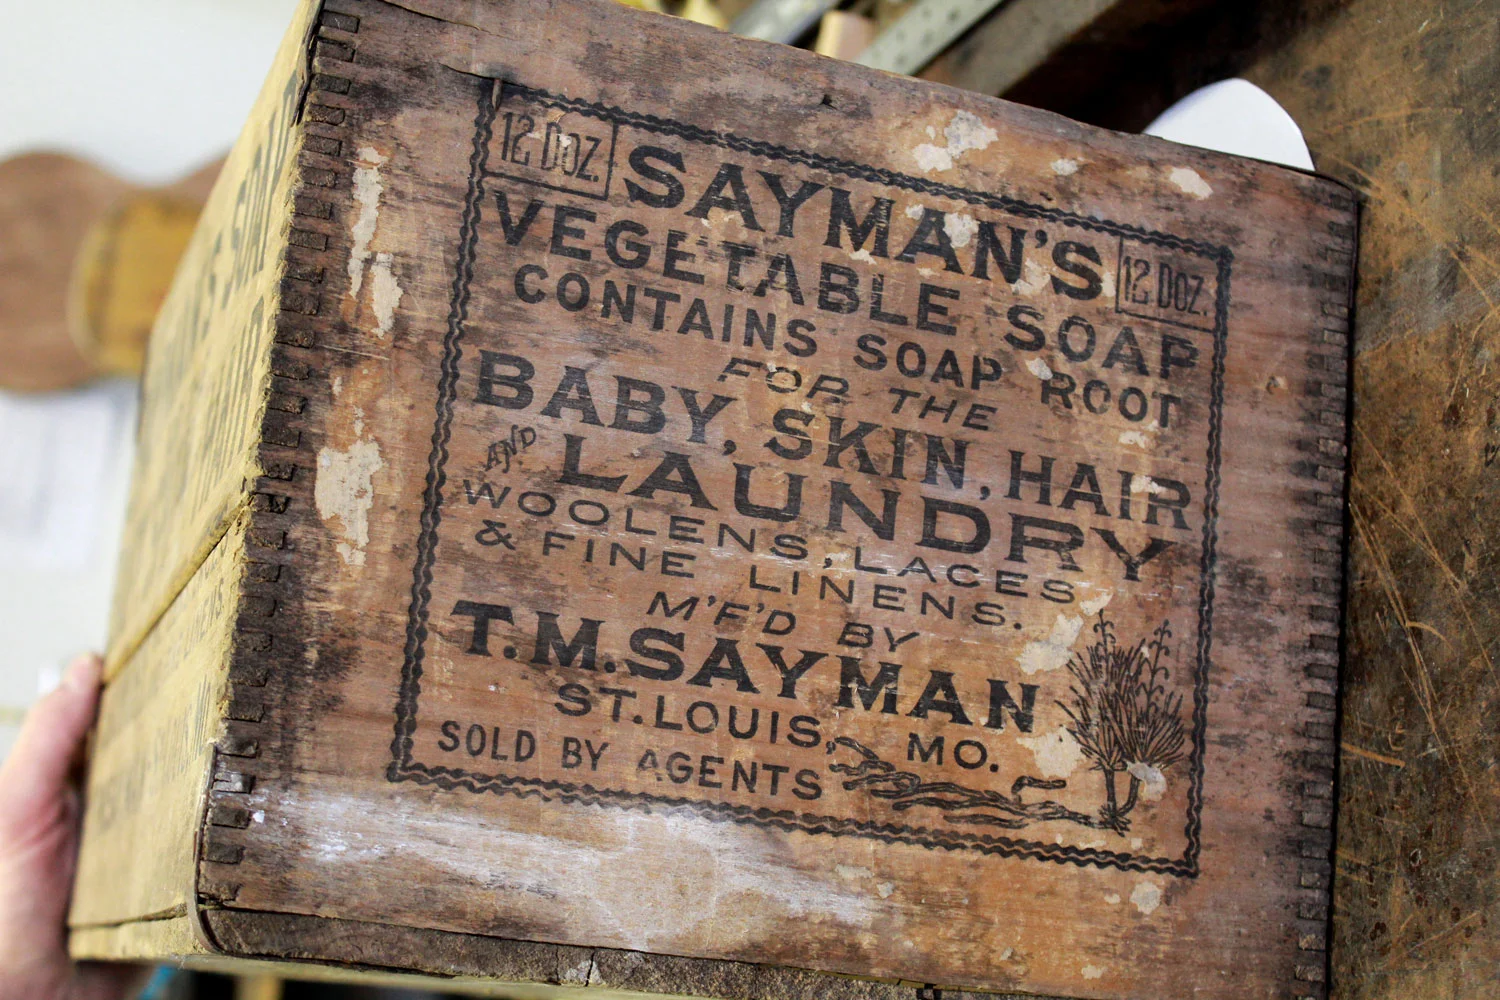 12 DOZ.
SAYMAN'S
12 DOZ.
VEGETABLE SOAP
CONTAINS SOAP ROOT
FOR THE
BABY, SKIN, HAIR
AND LAUNDRY
WOOLENS, LACES
& FINE LINENS.
M'F'D BY
T.M. SAYMAN
ST. LOUIS, MO.
SOLD BY AGENTS